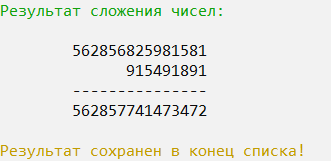 Результат сложения чисел:
562856825981581
915491891
---------------
562857741473472
Результат сохранен в конец списка!